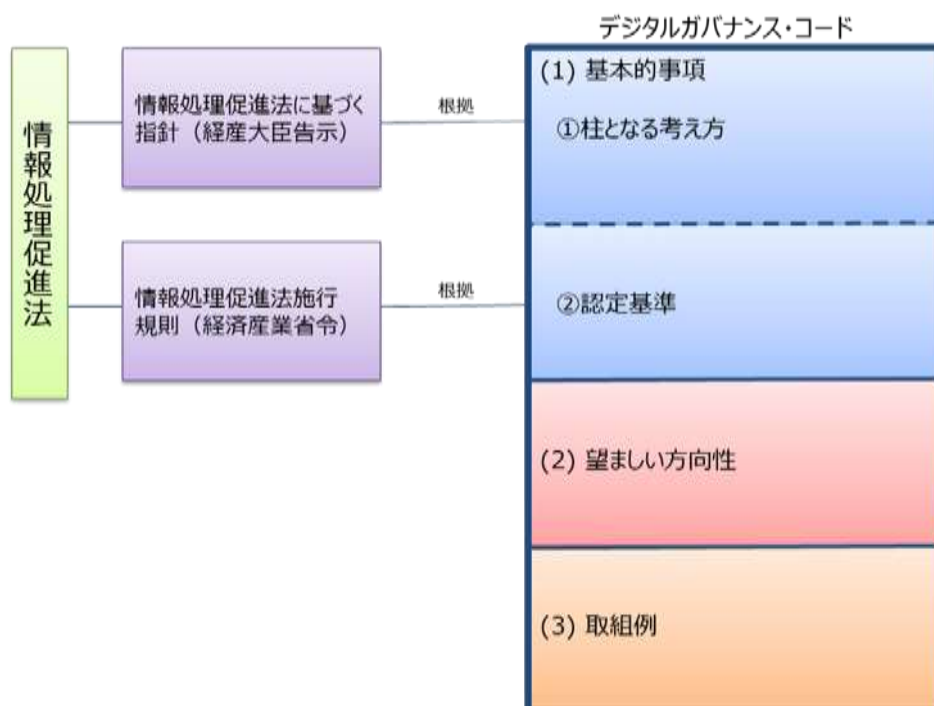 デジタルガバナンス・コード
情報処理促進法
情報処理促進法に基づく
指針（経産大臣告示）
根拠
(1) 基本的事項
①柱となる考え方
情報処理促進法施行
規則（経済産業省令）
根拠
②認定基準
(2) 望ましい方向性
(3) 取組例